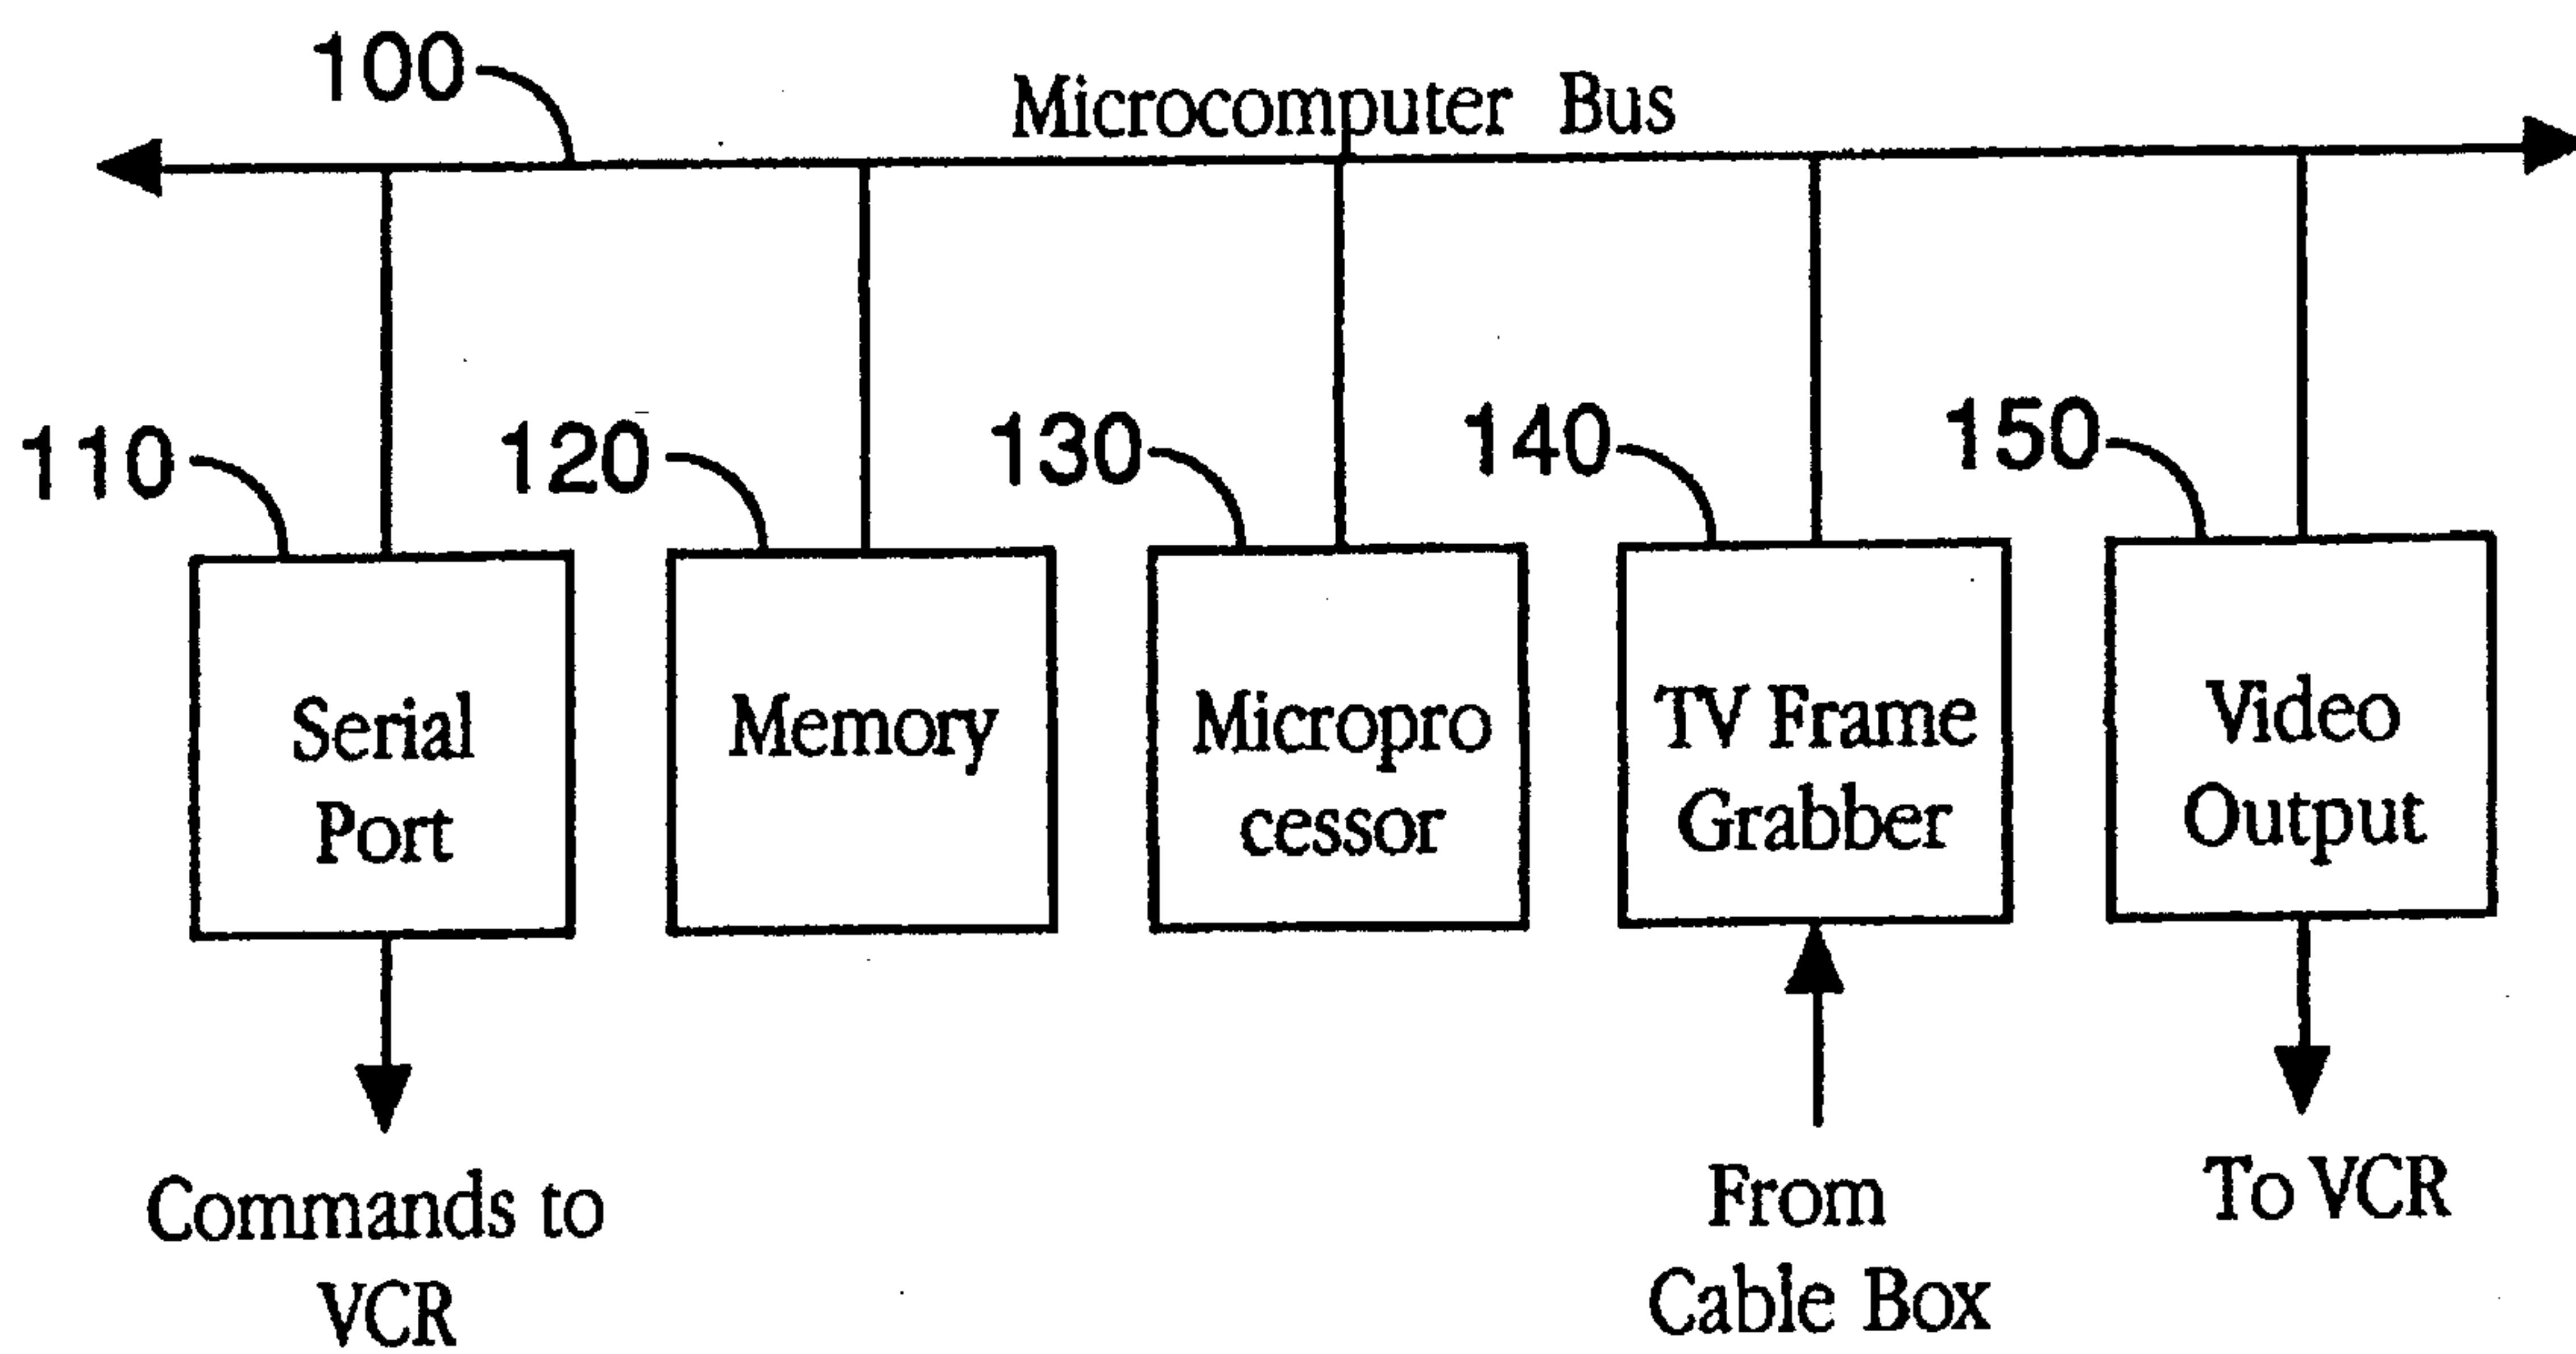 100
Microcomputer Bus
110
120
130
140
150
Serial
Port
Memory
Micropro
cessor
TV Frame
Grabber
Video
Output
Commands to
VCR
From
Cable Box
To VCR